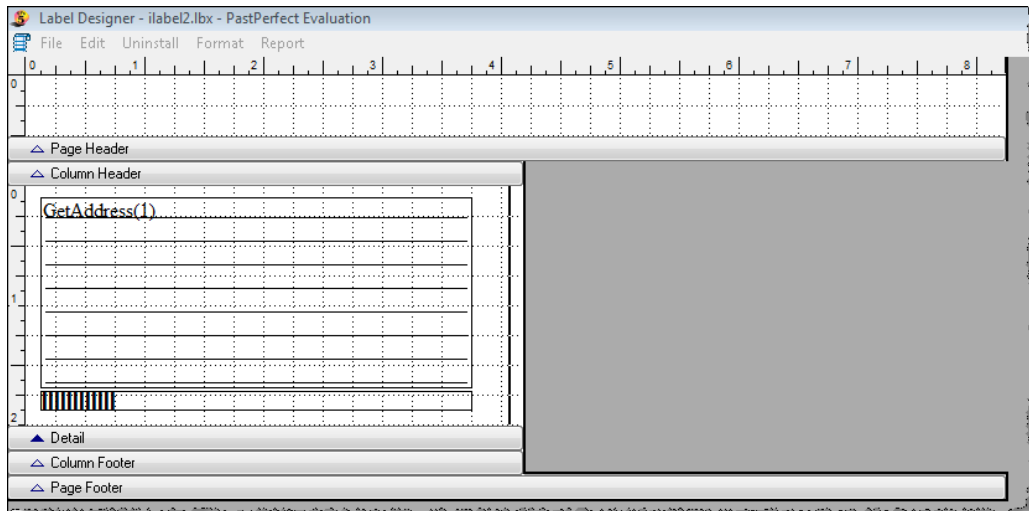 Label Designer - ilabel2.lbx - PastPerfect Evaluation
File Edit Uninstall Format Report
0 1 2 3 4 5 6 7 8
0
Page Header
Column Header
0
GetAddress(1)
1
2
Detail
Column Footer
Page Footer